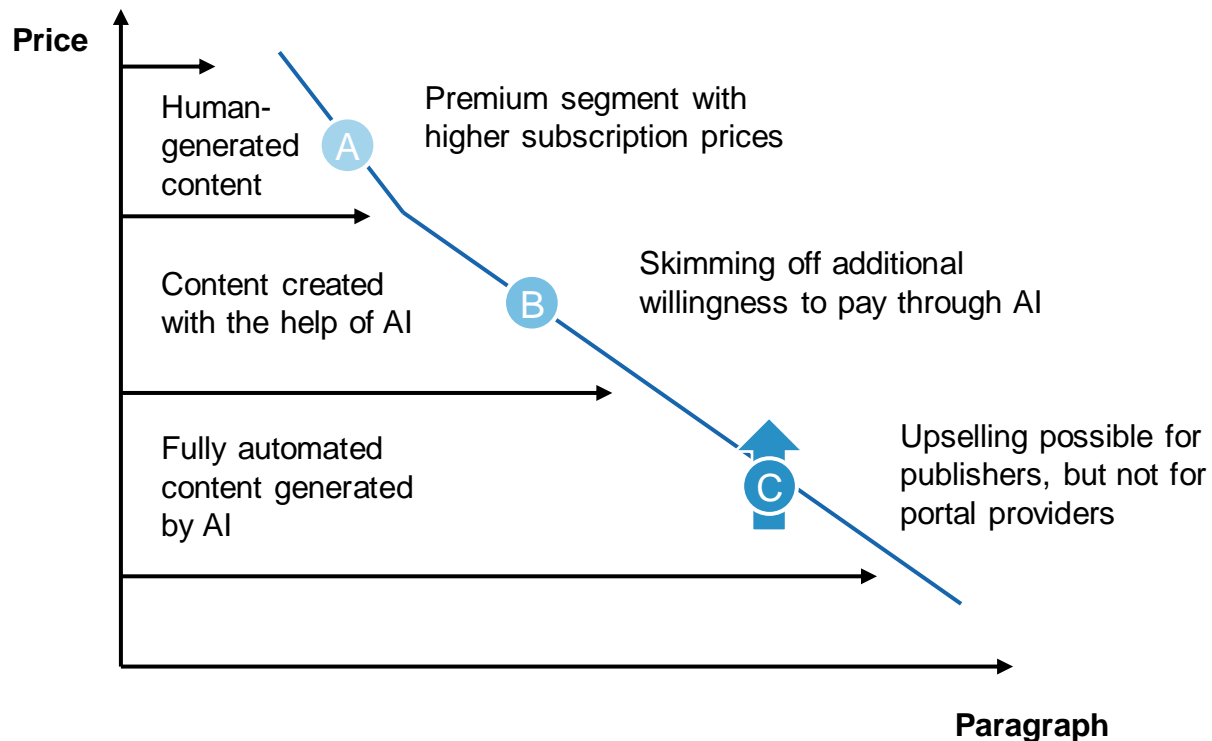 Price
Human-
generated
content
A
Premium segment with
higher subscription prices
Content created
with the help of AI
B
Skimming off additional
willingness to pay through AI
Fully automated
content generated
by AI
C
Upselling possible for
publishers, but not for
portal providers
Paragraph